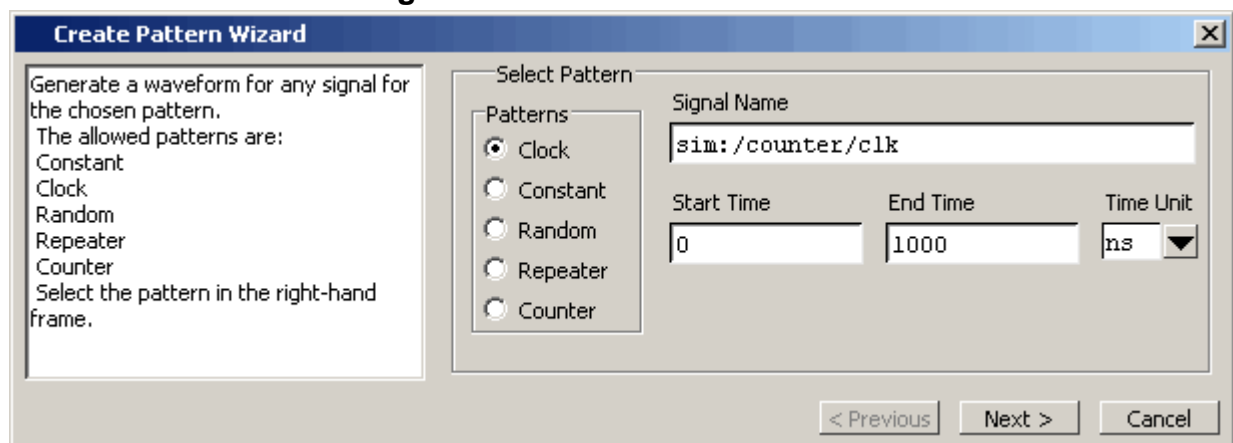 Create Pattern Wizard
Generate a waveform for any signal for
the chosen pattern.
The allowed patterns are:
Constant
Clock
Random
Repeater
Counter
Select the pattern in the right-hand
frame.
Select Pattern
Patterns
Clock
Constant
Random
Repeater
Counter
Signal Name
sim:/counter/clk
Start Time End Time Time Unit
0 1000 ns
< Previous Next > Cancel